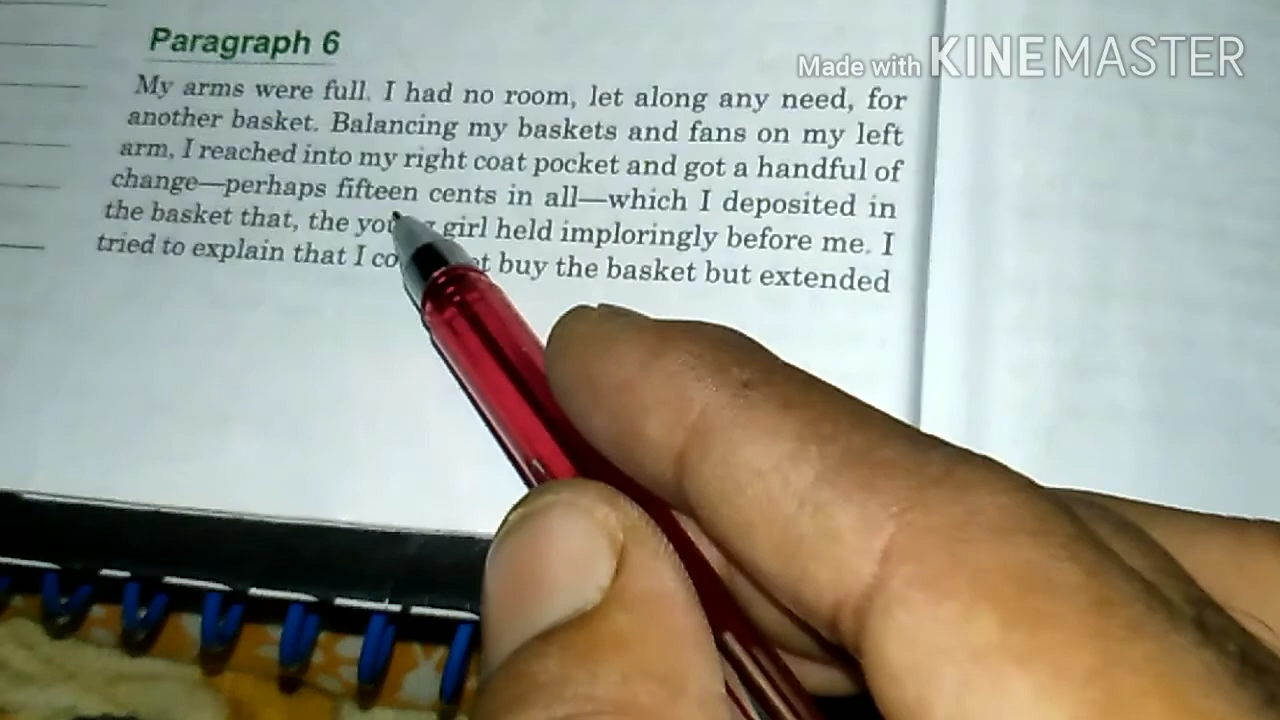 Paragraph 6
Made with KINEMASTER
My arms were full. I had no room, let along any need, for
another basket. Balancing my baskets and fans on my left
arm, I reached into my right coat pocket and got a handful of
change—perhaps fifteen cents in all—which I deposited in
the basket that, the girl held imploringly before me. I
tried to explain that I buy the basket but extended